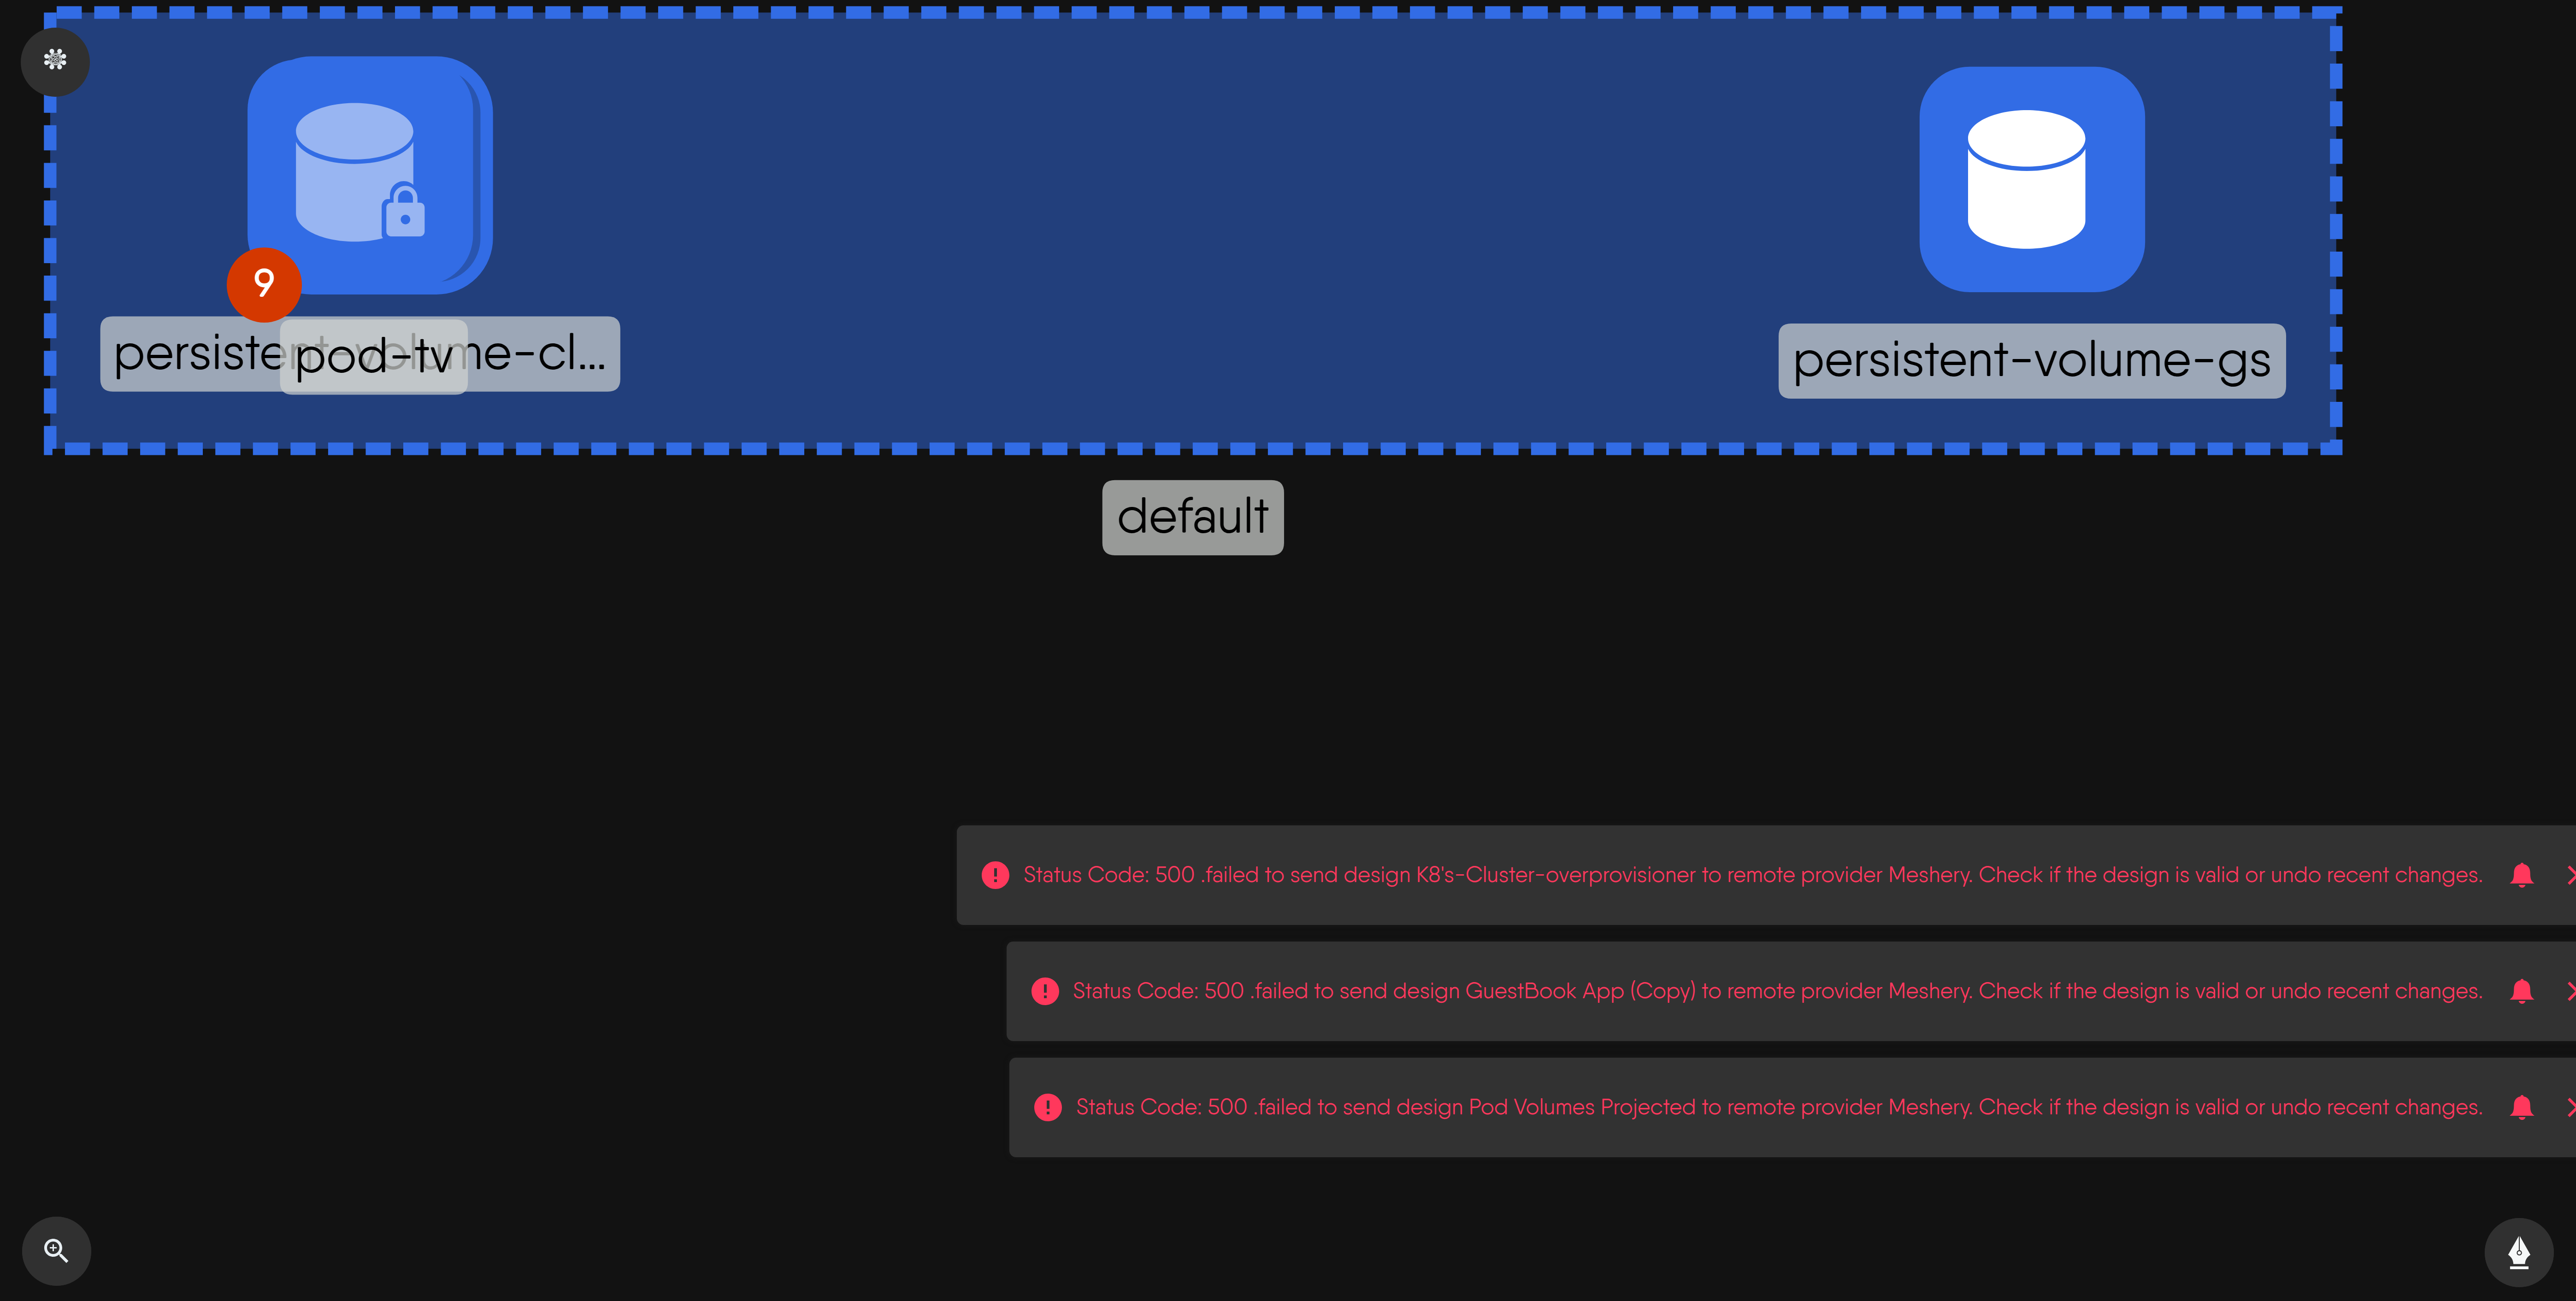 9
persistent-volume-cl...
pod-tv
persistent-volume-gs
default
Status Code: 500 .failed to send design K8's-Cluster-overprovisioner to remote provider Meshery. Check if the design is valid or undo recent changes.
Status Code: 500 .failed to send design GuestBook App (Copy) to remote provider Meshery. Check if the design is valid or undo recent changes.
Status Code: 500 .failed to send design Pod Volumes Projected to remote provider Meshery. Check if the design is valid or undo recent changes.